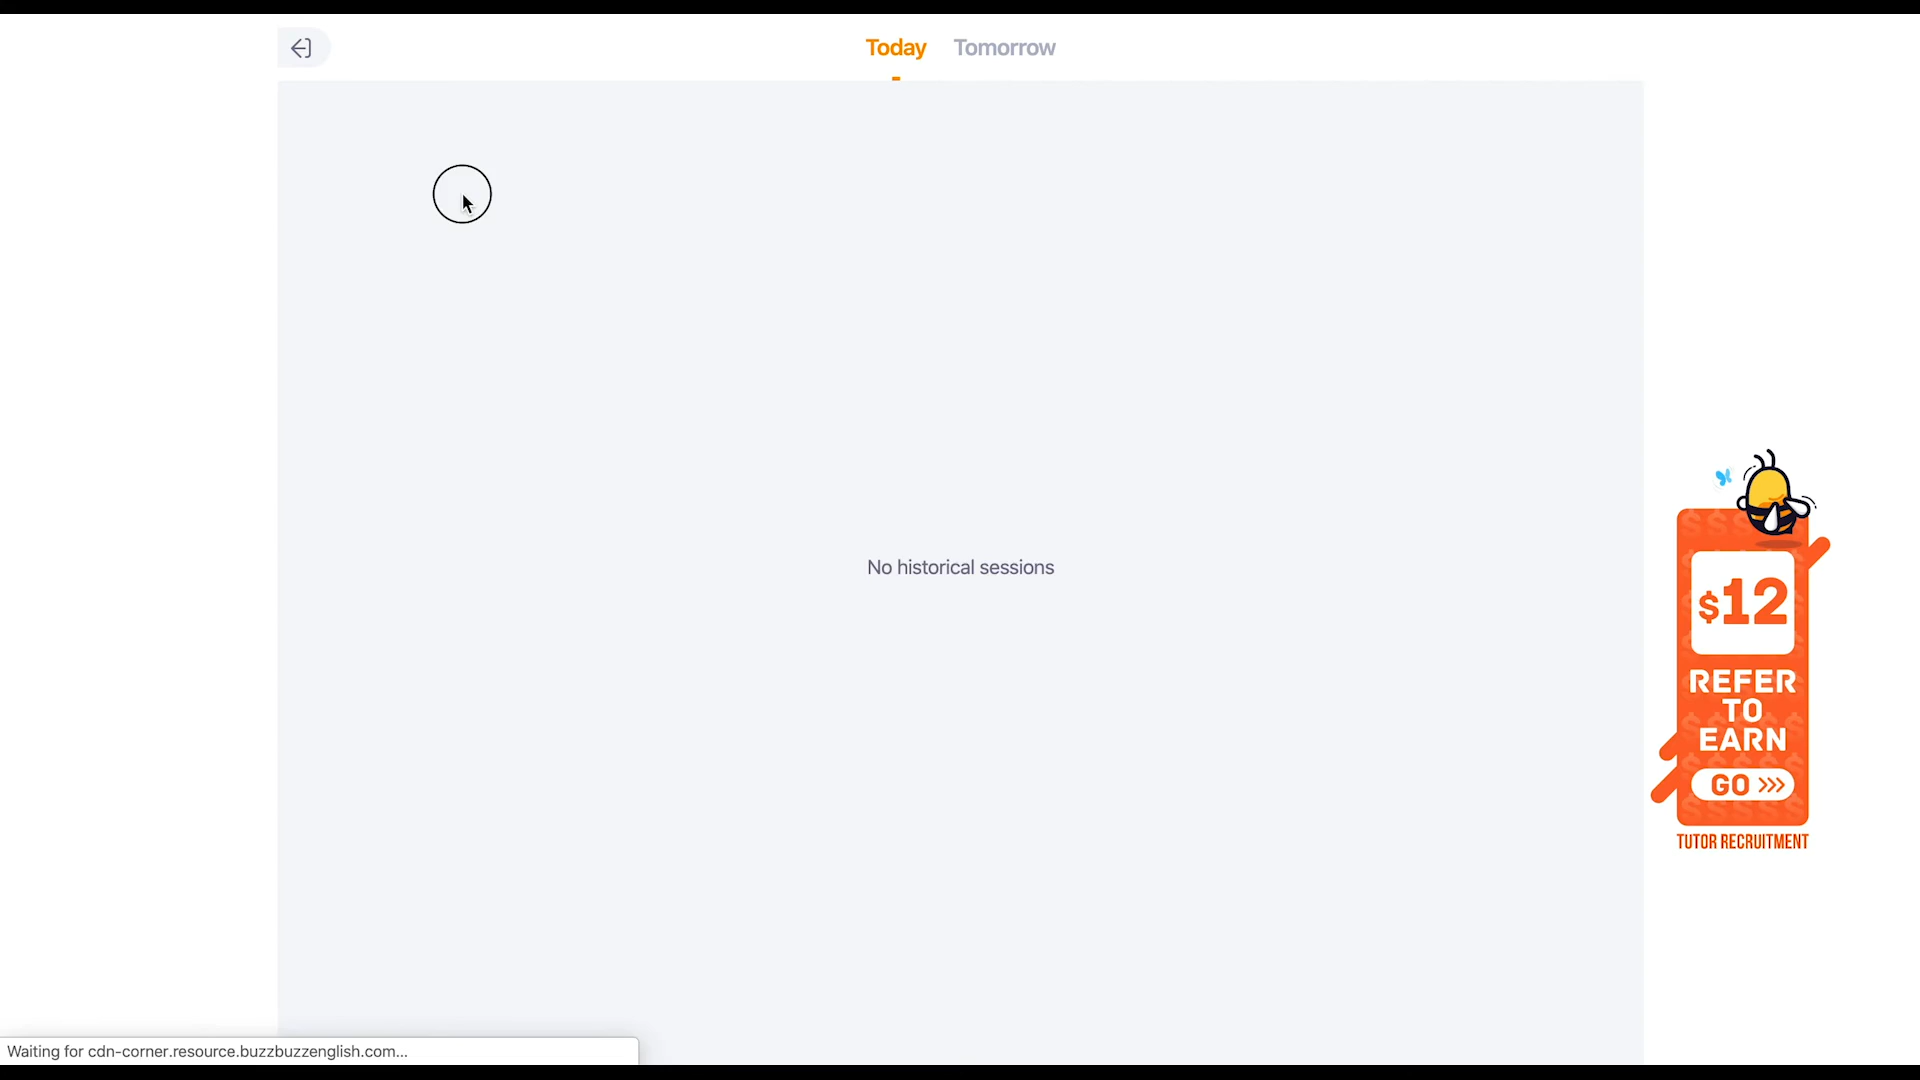 Today Tomorrow
No historical sessions
$12
REFER
TO
EARN
GO >>>
TUTOR RECRUITMENT
Waiting for cdn-corner.resource.buzzbuzzenglish.com...